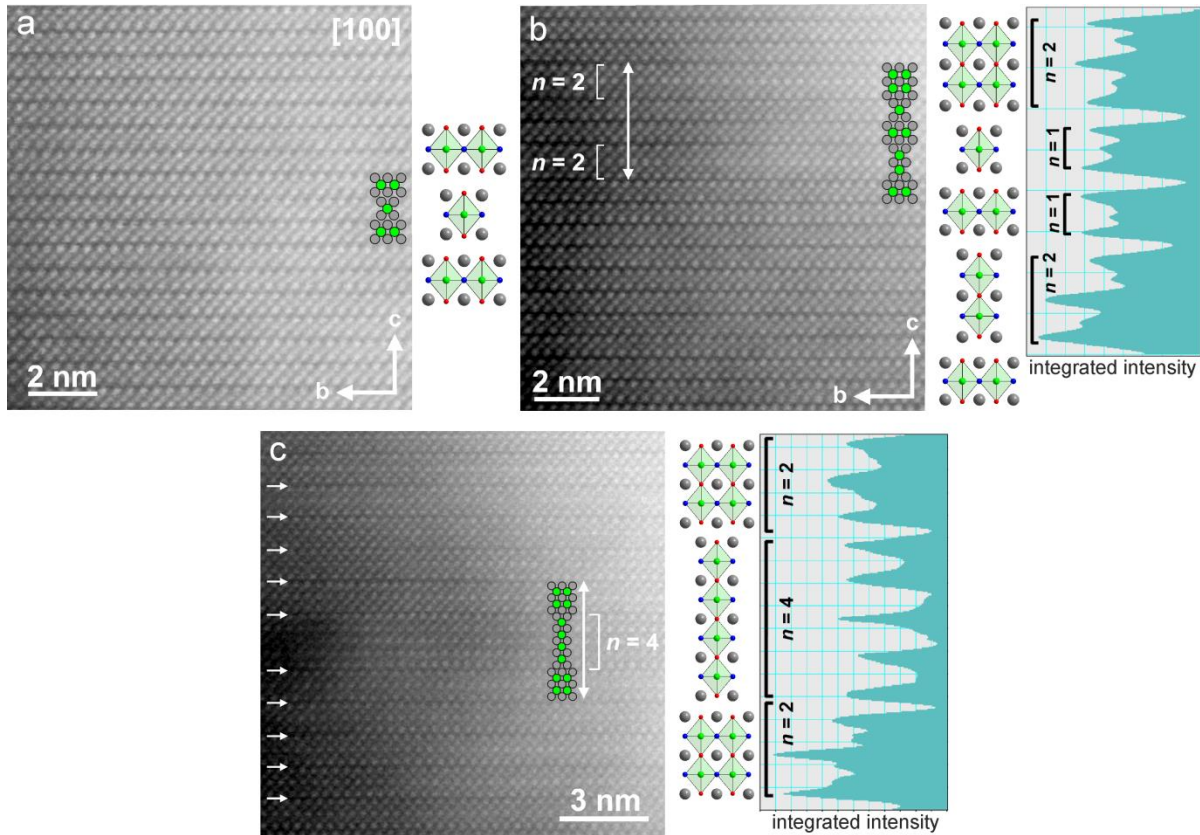 a
[100]
2 nm
c
b
b
n = 2
n = 2
2 nm
c
b
n = 2
n = 1
n = 1
n = 2
integrated intensity
c
n = 4
3 nm
n = 2
n = 4
n = 2
integrated intensity